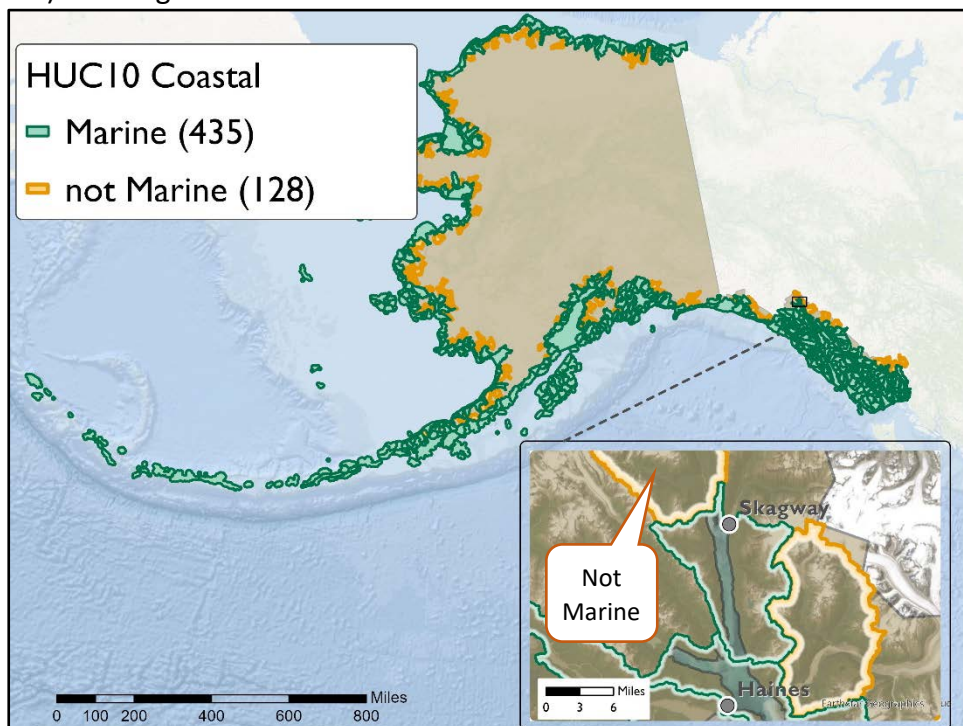 HUC10 Coastal
Marine (435)
not Marine (128)
Skagway
Not
Marine
Miles
0 3 6
Haines
Miles
0 100 200 400 600 800